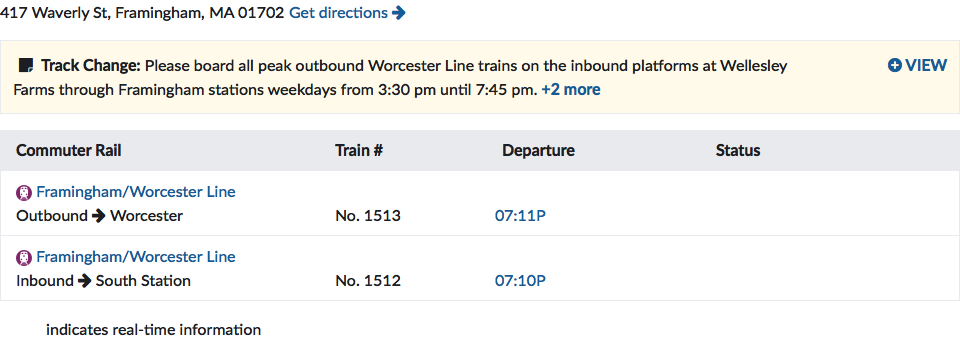 417 Waverly St, Framingham, MA 01702 Get directions
Track Change: Please board all peak outbound Worcester Line trains on the inbound platforms at Wellesley
Farms through Framingham stations weekdays from 3:30 pm until 7:45 pm. +2 more
VIEW
Commuter Rail Train # Departure Status
Framingham/Worcester Line
Outbound → Worcester No. 1513 07:11P
Framingham/Worcester Line
Inbound → South Station No. 1512 07:10P
indicates real-time information